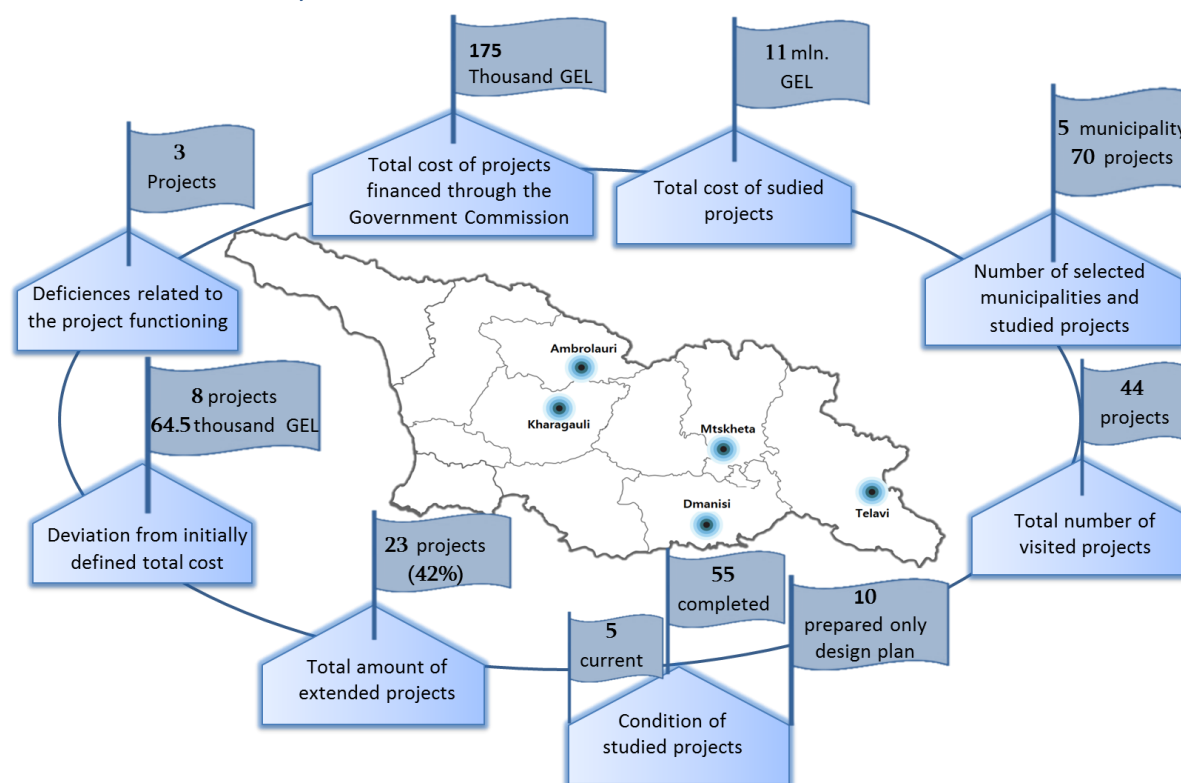 175
Thousand GEL
Total cost of projects
financed through the
Government Commission
11 mln.
GEL
Total cost of sudied
projects
5 municipality
70 projects
Number of selected
municipalities and
studied projects
3
Projects
Deficiences related to
the project functioning
44
projects
Total number of
visited projects
8 projects
64.5 thousand GEL
Deviation from initially
defined total cost
23 projects
(42%)
Total amount of
extended projects
5
current
55
completed
10
prepared only
design plan
Condition of
studied projects
Ambrolauri
Kharagauli
Mtskheta
Dmanisi
Telavi